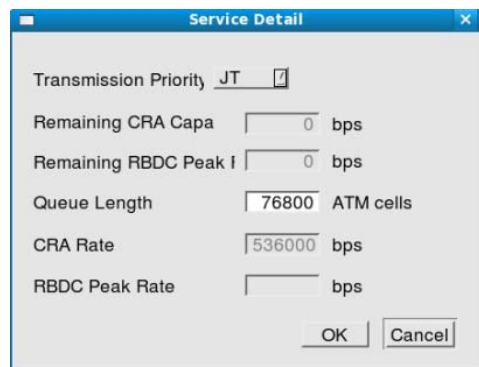 Service Detail
Transmission Priority JT
Remaining CRA Capa 0 bps
Remaining RBDC Peak 0 bps
Queue Length 76800 ATM cells
CRA Rate 536000 bps
RBDC Peak Rate bps
OK Cancel